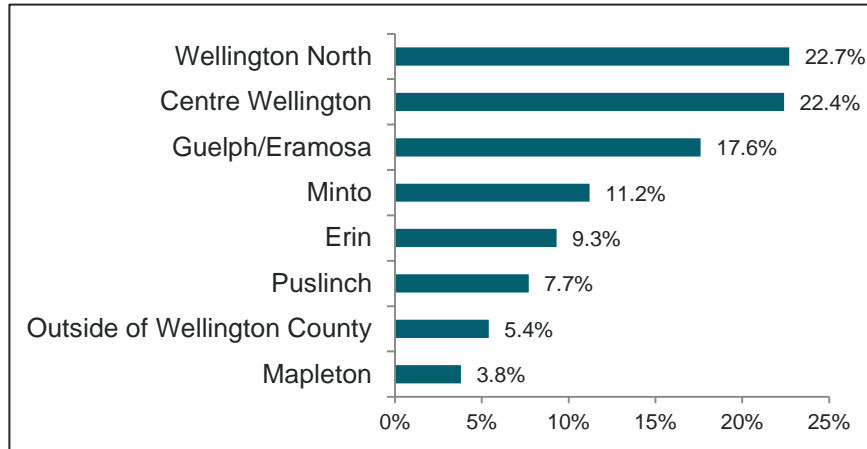 Wellington North 22.7%
Centre Wellington 22.4%
Guelph/Eramosa 17.6%
Minto 11.2%
Erin 9.3%
Puslinch 7.7%
Outside of Wellington County 5.4%
Mapleton 3.8%
0% 5% 10% 15% 20% 25%